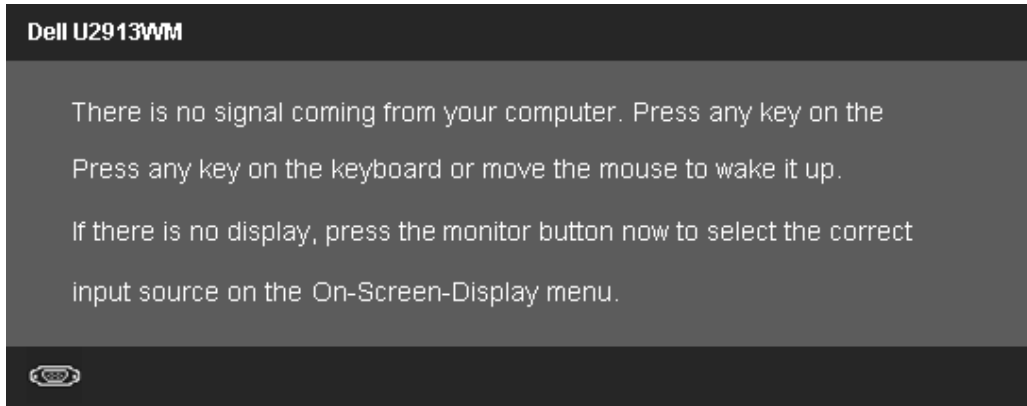 Dell U2913WM
There is no signal coming from your computer. Press any key on the
Press any key on the keyboard or move the mouse to wake it up.
If there is no display, press the monitor button now to select the correct
input source on the On-Screen-Display menu.